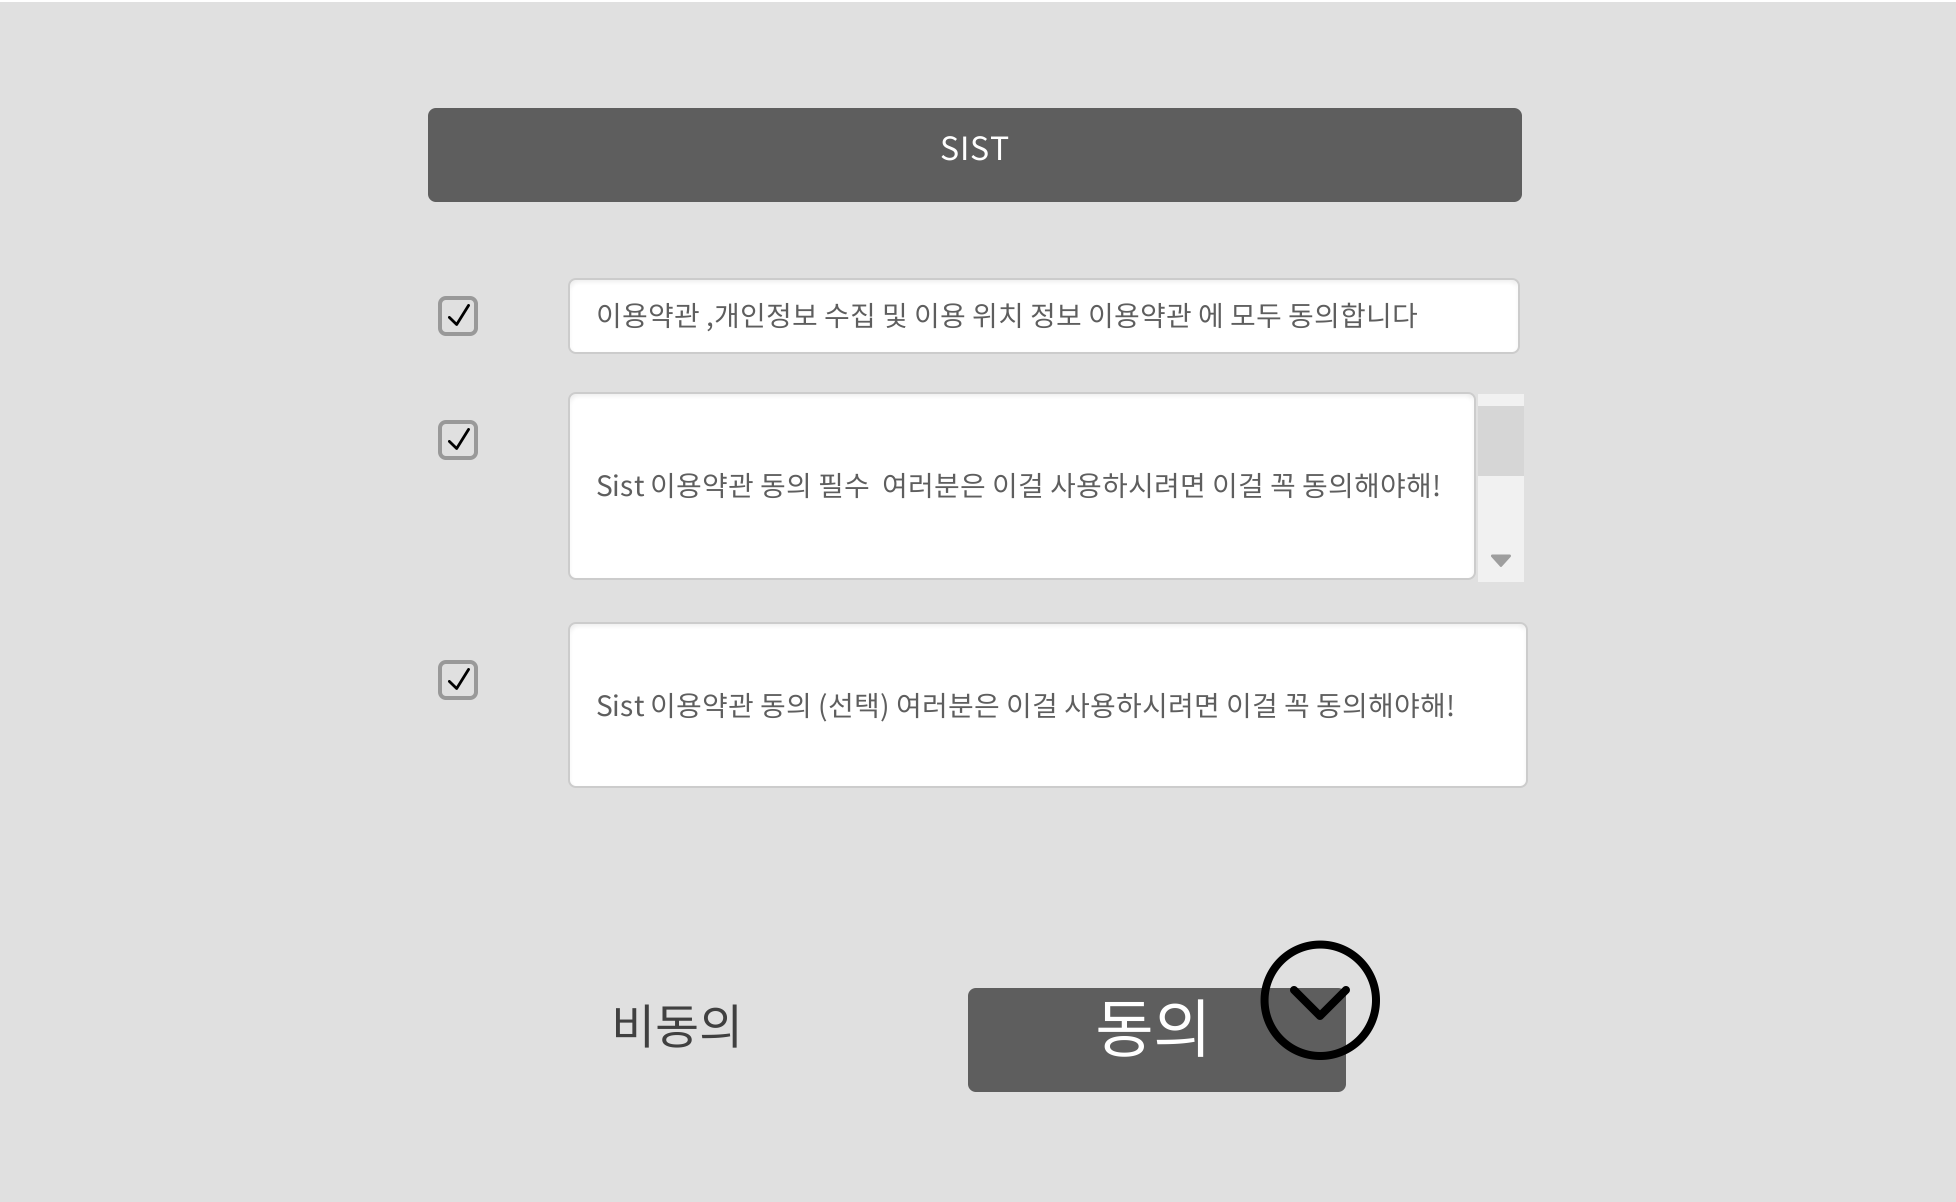 SIST
이용약관 ,개인정보 수집 및 이용 위치 정보 이용약관 에 모두 동의합니다
Sist 이용약관 동의 필수  여러분은 이걸 사용하시려면 이걸 꼭 동의해야해!
Sist 이용약관 동의 (선택) 여러분은 이걸 사용하시려면 이걸 꼭 동의해야해!
비동의
동의